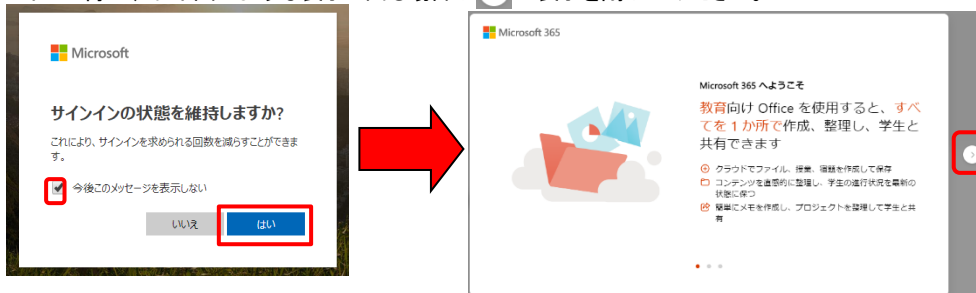 Microsoft
サインインの状態を維持しますか?
これにより、サインインを求められる回数を減らすことができま
す。
今後このメッセージを表示しない
いいえ
はい
Microsoft 365
Microsoft 365 へようこそ
教育向け Office を使用すると、すべ
てを 1 か所で作成、整理し、学生と
共有できます
クラウドでファイル、授業、宿題を作成して保存
コンテンツを直感的に整理し、学生の進行状況を最新の
状態に保つ
簡単にメモを作成し、プロジェクトを整理して学生と共
有